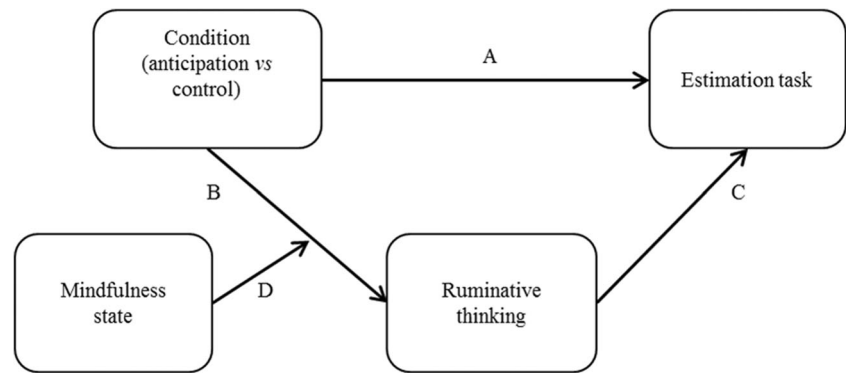 Condition
(anticipation vs
control)
A
Estimation task
B
C
Mindfulness
state
D
Ruminative
thinking